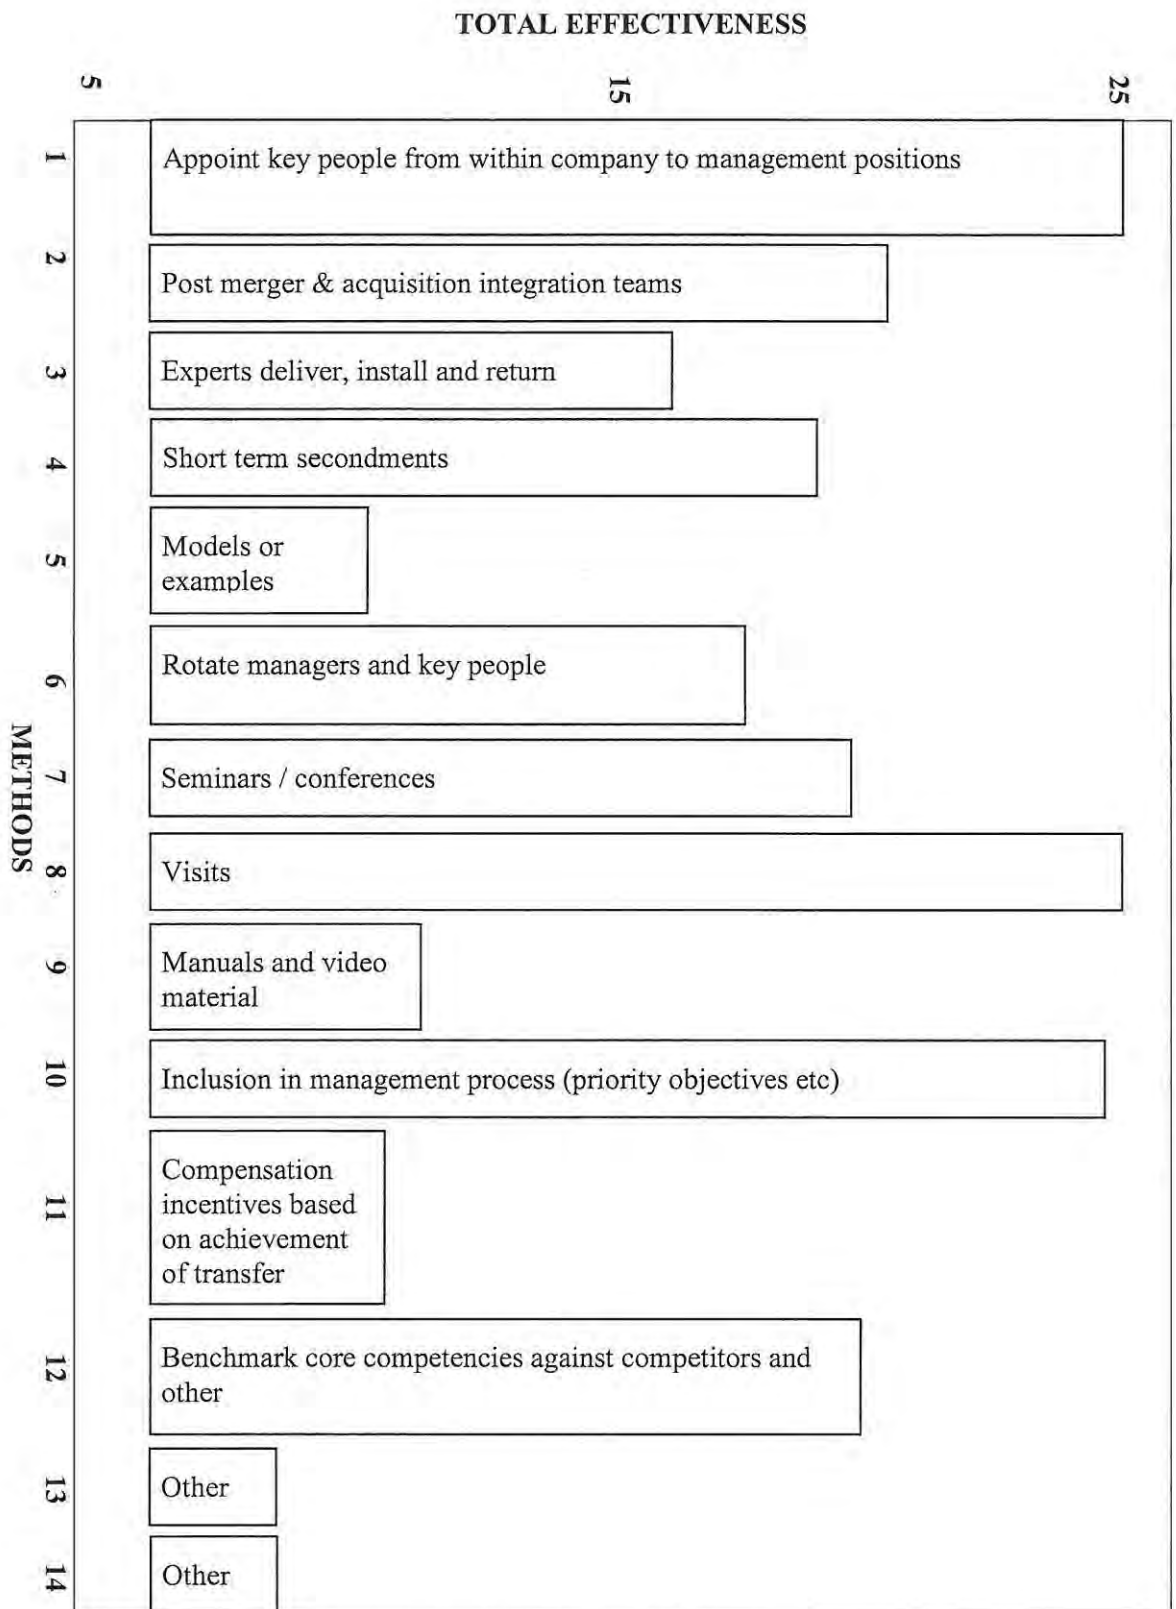 TOTAL EFFECTIVENESS
5
15
25
1
Appoint key people from within company to management positions
2
Post merger & acquisition integration teams
3
Experts deliver, install and return
4
Short term secondments
5
Models or
examples
6
Rotate managers and key people
7
Seminars / conferences
8
Visits
9
Manuals and video
material
10
Inclusion in management process (priority objectives etc)
11
Compensation
incentives based
on achievement
of transfer
12
Benchmark core competencies against competitors and
other
13
Other
14
Other
METHODS